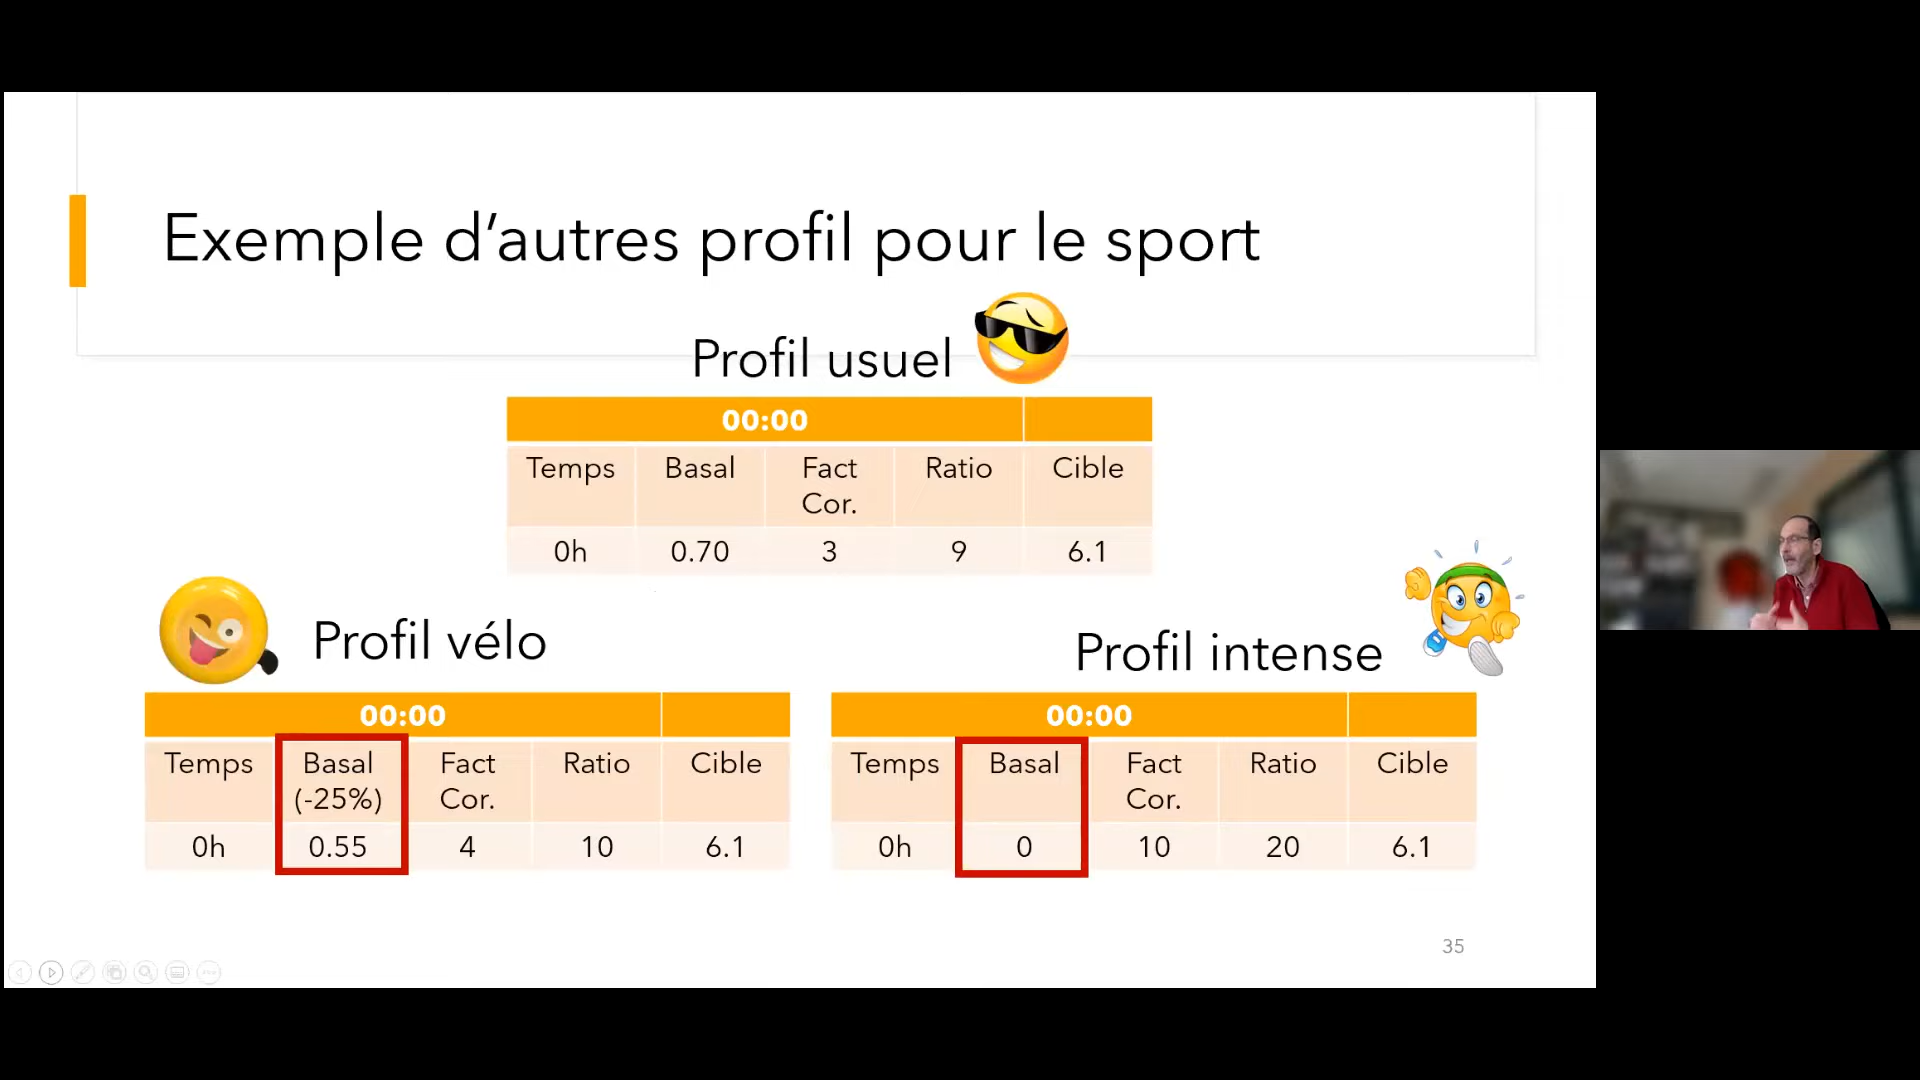 Exemple d’autres profil pour le sport
Profil usuel
00:00
Temps Basal Fact Cor. Ratio Cible
0h 0.70 3 9 6.1
Profil vélo
00:00
Temps Basal (-25%) Fact Cor. Ratio Cible
0h 0.55 4 10 6.1
Profil intense
00:00
Temps Basal Fact Cor. Ratio Cible
0h 0 10 20 6.1
35